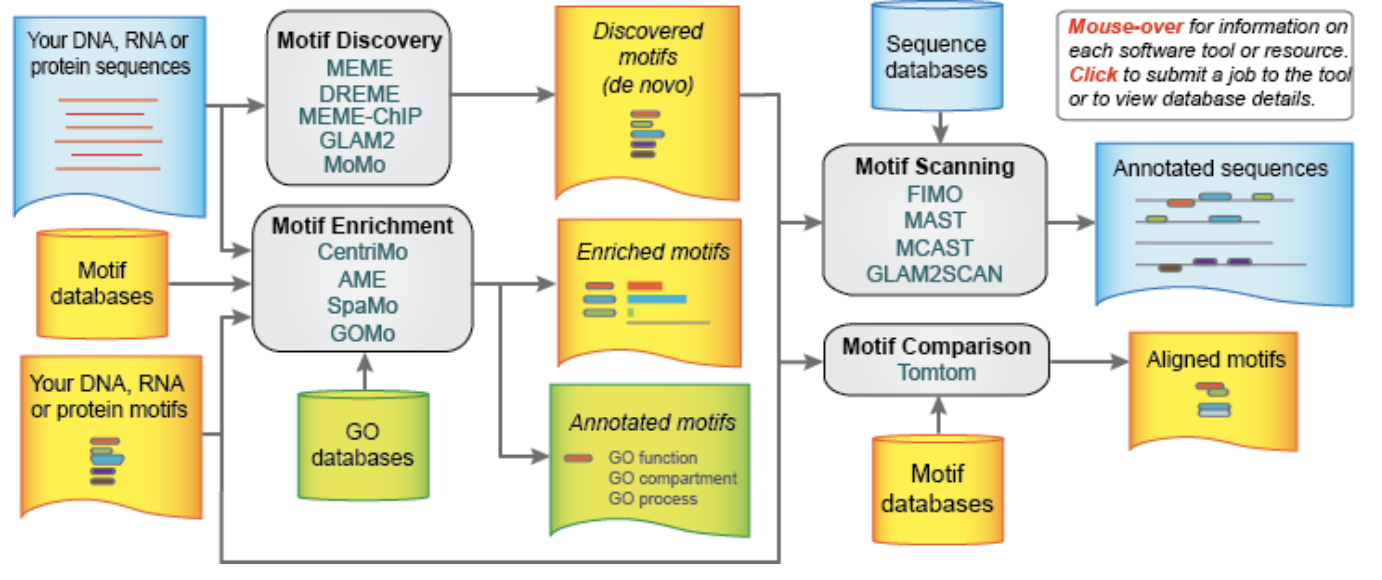 Your DNA, RNA or
protein sequences
Motif Discovery
MEME
DREME
MEME-ChIP
GLAM2
MoMo
Discovered
motifs
(de novo)
Sequence
databases
Mouse-over for information on
each software tool or resource.
Click to submit a job to the tool
or to view database details.
Motif Scanning
FIMO
MAST
MCAST
GLAM2SCAN
Annotated sequences
Motif
databases
Motif Enrichment
CentriMo
AME
SpaMo
GOMo
Enriched motifs
Your DNA, RNA
or protein motifs
GO
databases
Annotated motifs
GO function
GO compartment
GO process
Motif Comparison
Tomtom
Aligned motifs
Motif
databases